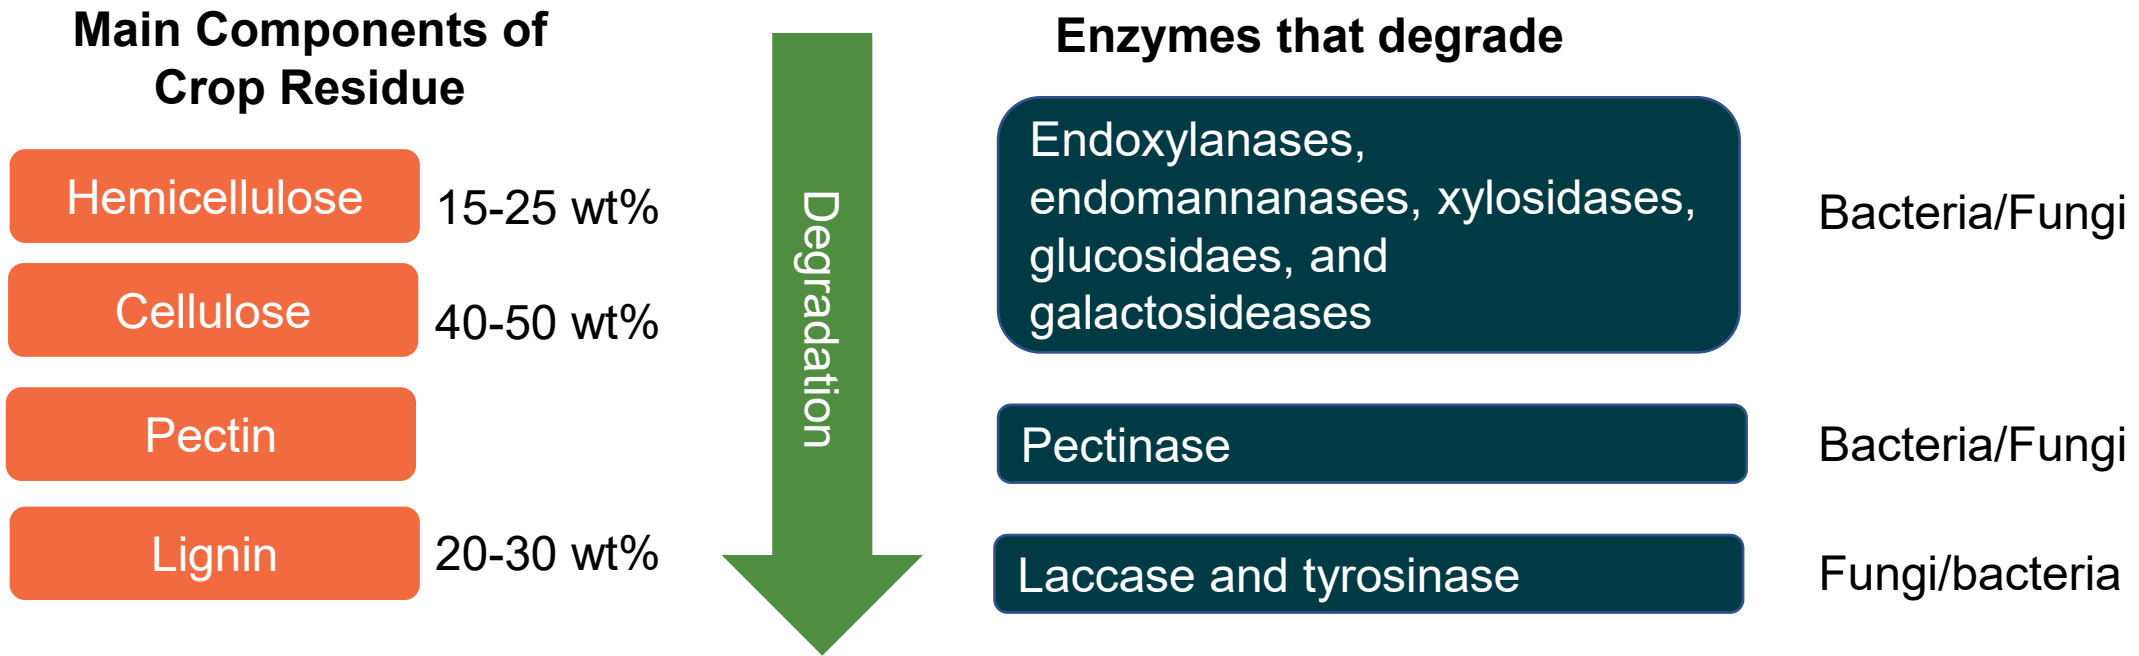 Main Components of
Crop Residue
Hemicellulose
15-25 wt%
Cellulose
40-50 wt%
Pectin
Lignin
20-30 wt%
Degradation
Enzymes that degrade
Endoxylanases,
endomannanases, xylosidases,
glucosidaes, and
galactosideases
Bacteria/Fungi
Pectinase
Bacteria/Fungi
Laccase and tyrosinase
Fungi/bacteria